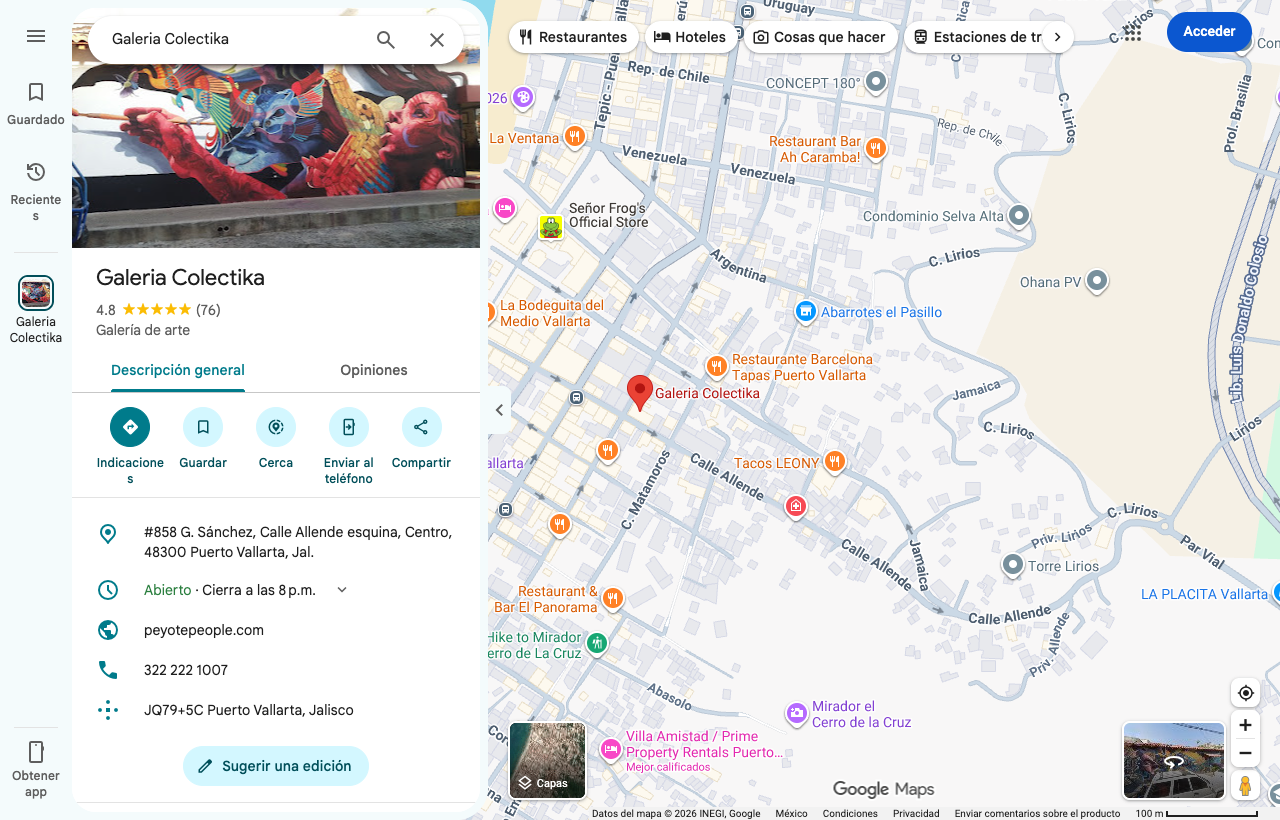 Galeria Colectika
Guardado
Reciente
s
Galeria
Colectika
Obtener
app
Galeria Colectika
4.8
(76)
Galería de arte
Descripción general
Opiniones
Indicacione
s
Guardar
Cerca
Enviar al
teléfono
Compartir
#858 G. Sánchez, Calle Allende esquina, Centro,
48300 Puerto Vallarta, Jal.
Abierto · Cierra a las 8 p.m.
peyotepeople.com
322 222 1007
JQ79+5C Puerto Vallarta, Jalisco
Sugerir una edición
Restaurantes
Hoteles
Cosas que hacer
Estaciones de tr
Acceder
Uruguay
Rep. de Chile
CONCEPT 180°
026
Tepic - Pue
La Ventana
Restaurant Bar
Ah Caramba!
Rep. de Chile
C. Lirios
C. Lirios
Prol. Brasilia
Con
Venezuela
Venezuela
Señor Frog's
Official Store
Condominio Selva Alta
Argentina
C. Lirios
Ohana PV
Lib. Luis Donaldo Colosio
La Bodeguita del
Medio Vallarta
Abarrotes el Pasillo
Restaurante Barcelona
Tapas Puerto Vallarta
Galeria Colectika
Jamaica
C. Lirios
Lirios
allarta
Tacos LEONY
Calle Allende
C. Matamoros
C. Lirios
Priv. Lirios
Par Vial
Calle Allende
Jamaica
Torre Lirios
Restaurant &
Bar El Panorama
LA PLACITA Vallarta
Calle Allende
Hike to Mirador
erro de La Cruz
Priv. Allende
Abasolo
Mirador el
Cerro de la Cruz
Villa Amistad / Prime
Property Rentals Puerto...
Mejor calificados
Capas
Google Maps
Datos del mapa © 2026 INEGI, Google
México
Condiciones
Privacidad
Enviar comentarios sobre el producto
100 m